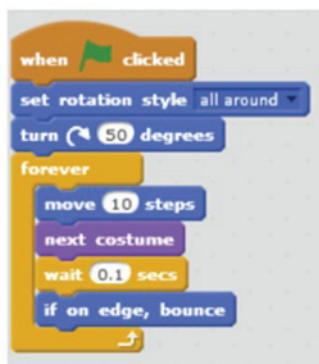 when clicked
set rotation style all around
turn 50 degrees
forever
move 10 steps
next costume
wait 0.1 secs
if on edge, bounce